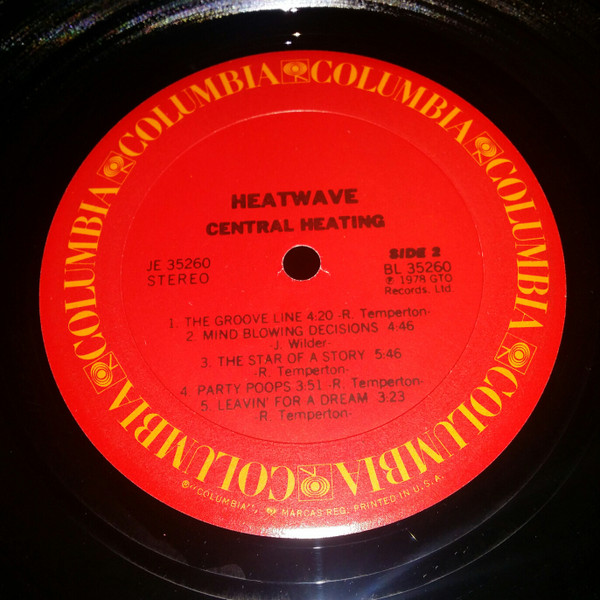 COLUMBIA COLUMBIA COLUMBIA COLUMBIA COLUMBIA COLUMBIA
HEATWAVE
CENTRAL HEATING
JE 35260
STEREO
SIDE 2
BL 35260
℗ 1978 GTO
Records. Ltd.
1. THE GROOVE LINE 4:20 -R. Temperton-
2. MIND BLOWING DECISIONS 4:46
-J. Wilder-
3. THE STAR OF A STORY 5:46
-R. Temperton-
4. PARTY POOPS 3:51 -R. Temperton-
5. LEAVIN' FOR A DREAM 3:23
-R. Temperton-
®-"COLUMBIA", MARCAS REG. PRINTED IN U.S.A.